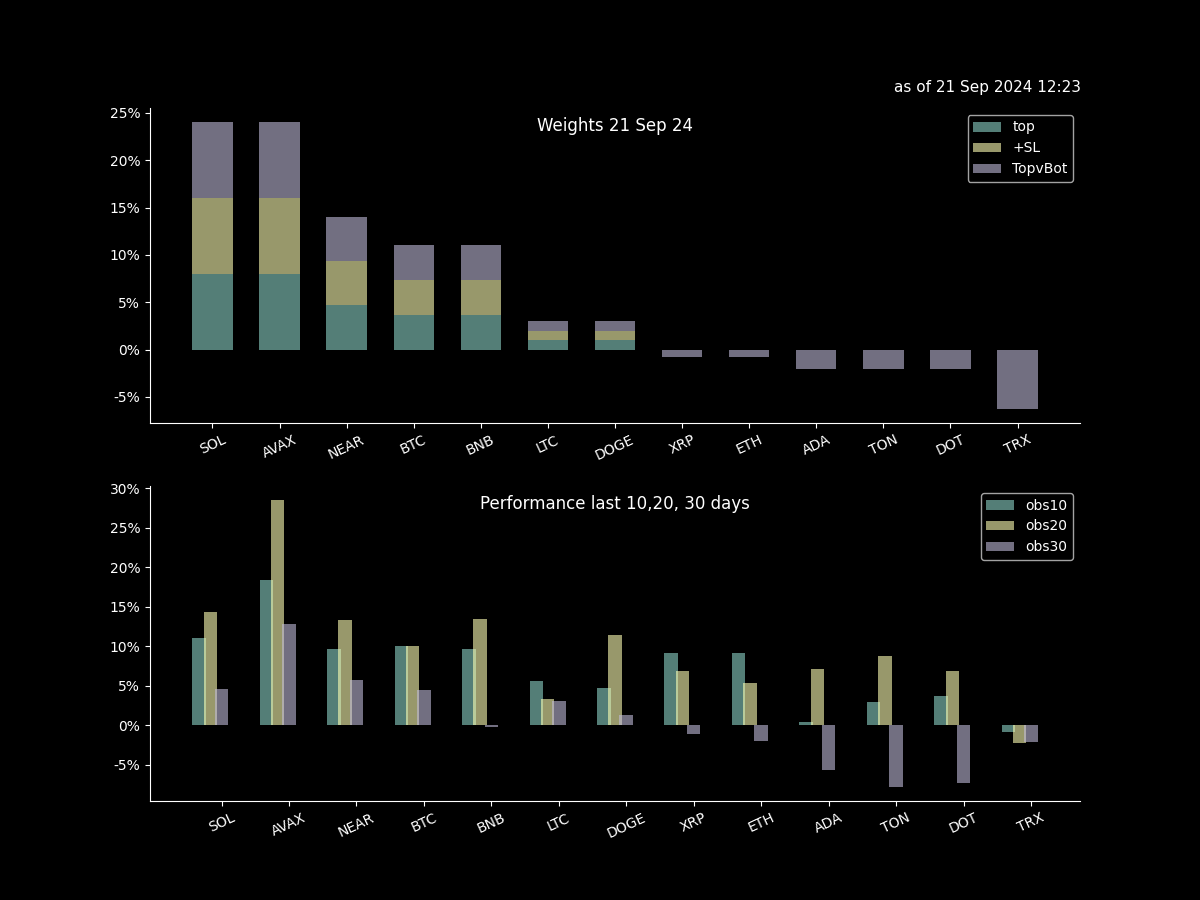 as of 21 Sep 2024 12:23
Weights 21 Sep 24
top
+SL
TopvBot
25%
20%
15%
10%
5%
0%
-5%
SOL AVAX NEAR BTC BNB LTC DOGE XRP ETH ADA TON DOT TRX
Performance last 10,20, 30 days
obs10
obs20
obs30
30%
25%
20%
15%
10%
5%
0%
-5%
SOL AVAX NEAR BTC BNB LTC DOGE XRP ETH ADA TON DOT TRX